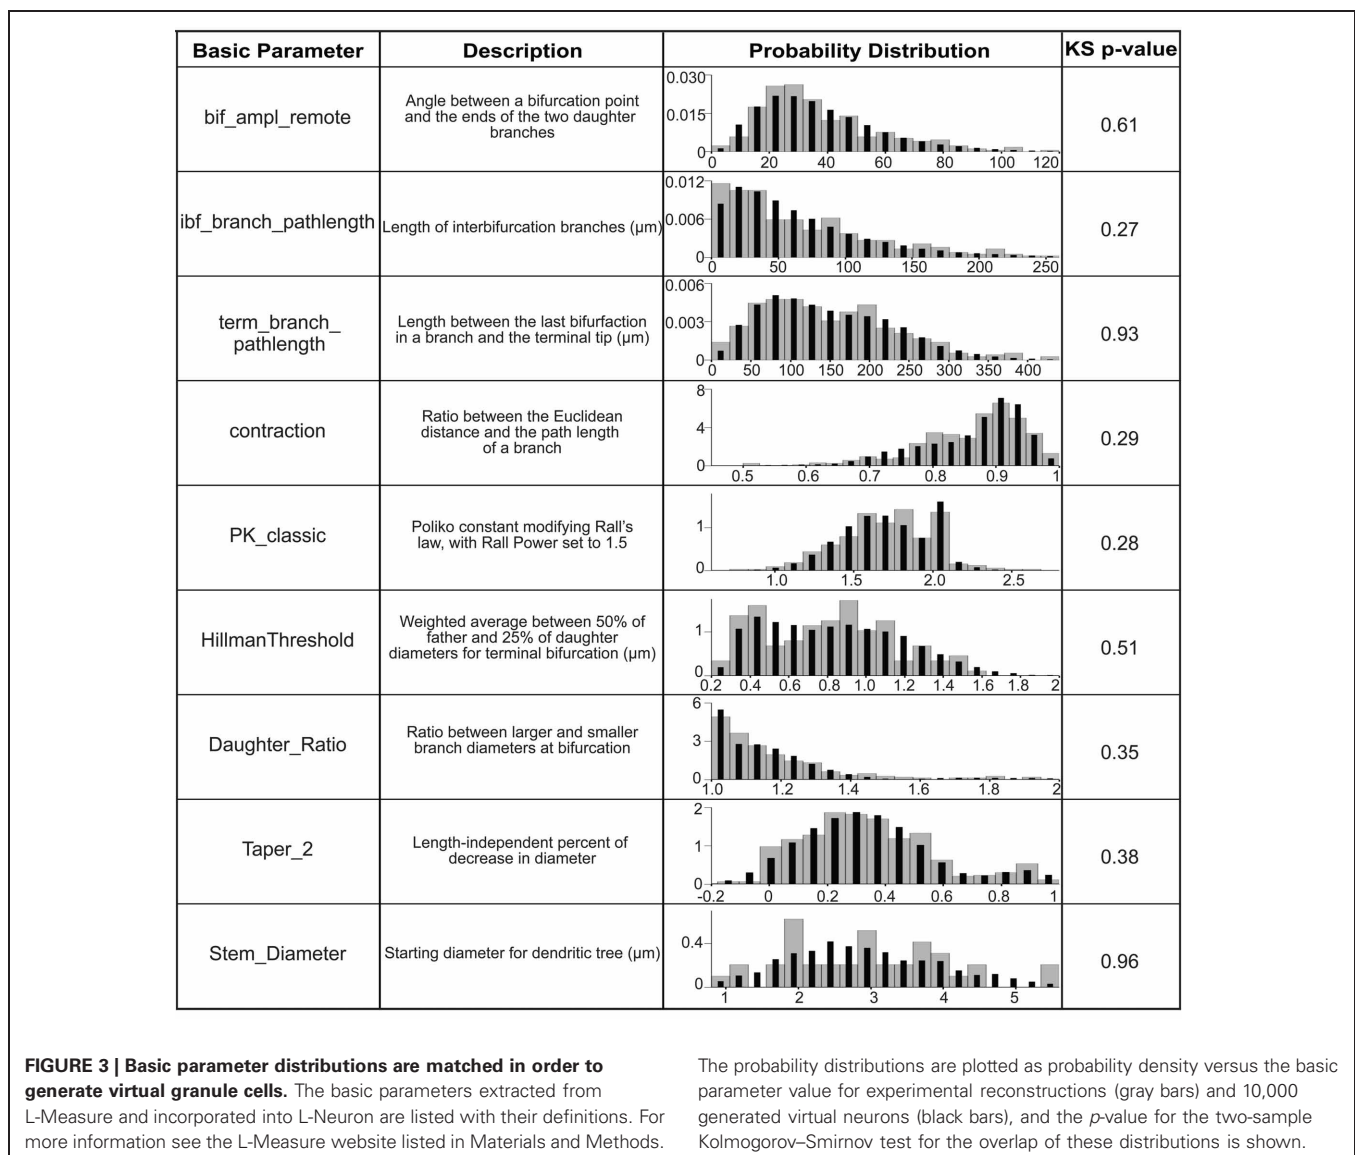 Basic Parameter Description Probability Distribution KS p-value
bif_ampl_remote
Angle between a bifurcation point
and the ends of the two daughter
branches
0.030
0.015
0
0 20 40 60 80 100 120
0.61
ibf_branch_pathlength
Length of interbifurcation branches (μm)
0.012
0.006
0
0 50 100 150 200 250
0.27
term_branch_
pathlength
Length between the last bifurfaction
in a branch and the terminal tip (μm)
0.006
0.003
0
0 50 100 150 200 250 300 350 400
0.93
contraction
Ratio between the Euclidean
distance and the path length
of a branch
8
4
0
0.5 0.6 0.7 0.8 0.9 1
0.29
PK_classic
Poliko constant modifying Rall's
law, with Rall Power set to 1.5
1
0
1.0 1.5 2.0 2.5
0.28
HillmanThreshold
Weighted average between 50% of
father and 25% of daughter
diameters for terminal bifurcation (μm)
1
0
0.2 0.4 0.6 0.8 1.0 1.2 1.4 1.6 1.8 2
0.51
Daughter_Ratio
Ratio between larger and smaller
branch diameters at bifurcation
6
3
0
1.0 1.2 1.4 1.6 1.8 2
0.35
Taper_2
Length-independent percent of
decrease in diameter
2
1
0
-0.2 0 0.2 0.4 0.6 0.8 1
0.38
Stem_Diameter
Starting diameter for dendritic tree (μm)
0.4
0
1 2 3 4 5
0.96
FIGURE 3 | Basic parameter distributions are matched in order to
generate virtual granule cells. The basic parameters extracted from
L-Measure and incorporated into L-Neuron are listed with their definitions. For
more information see the L-Measure website listed in Materials and Methods.
The probability distributions are plotted as probability density versus the basic
parameter value for experimental reconstructions (gray bars) and 10,000
generated virtual neurons (black bars), and the p-value for the two-sample
Kolmogorov–Smirnov test for the overlap of these distributions is shown.